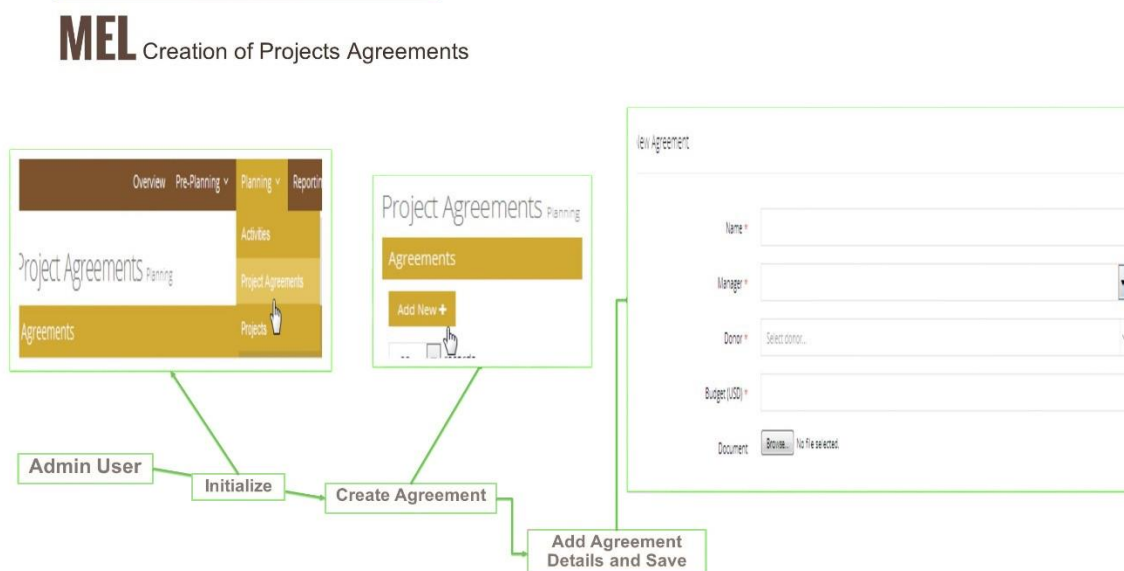 MEL Creation of Projects Agreements
Overview Pre-Planning Planning Reportin
Activities
Project Agreements
Projects
Project Agreements Planning
Agreements
Project Agreements Planning
Agreements
Add New +
New Agreement
Name *
Manager *
Donor * Select donor...
Budget (USD) *
Document Browse... No file selected.
Admin User
Initialize
Create Agreement
Add Agreement
Details and Save